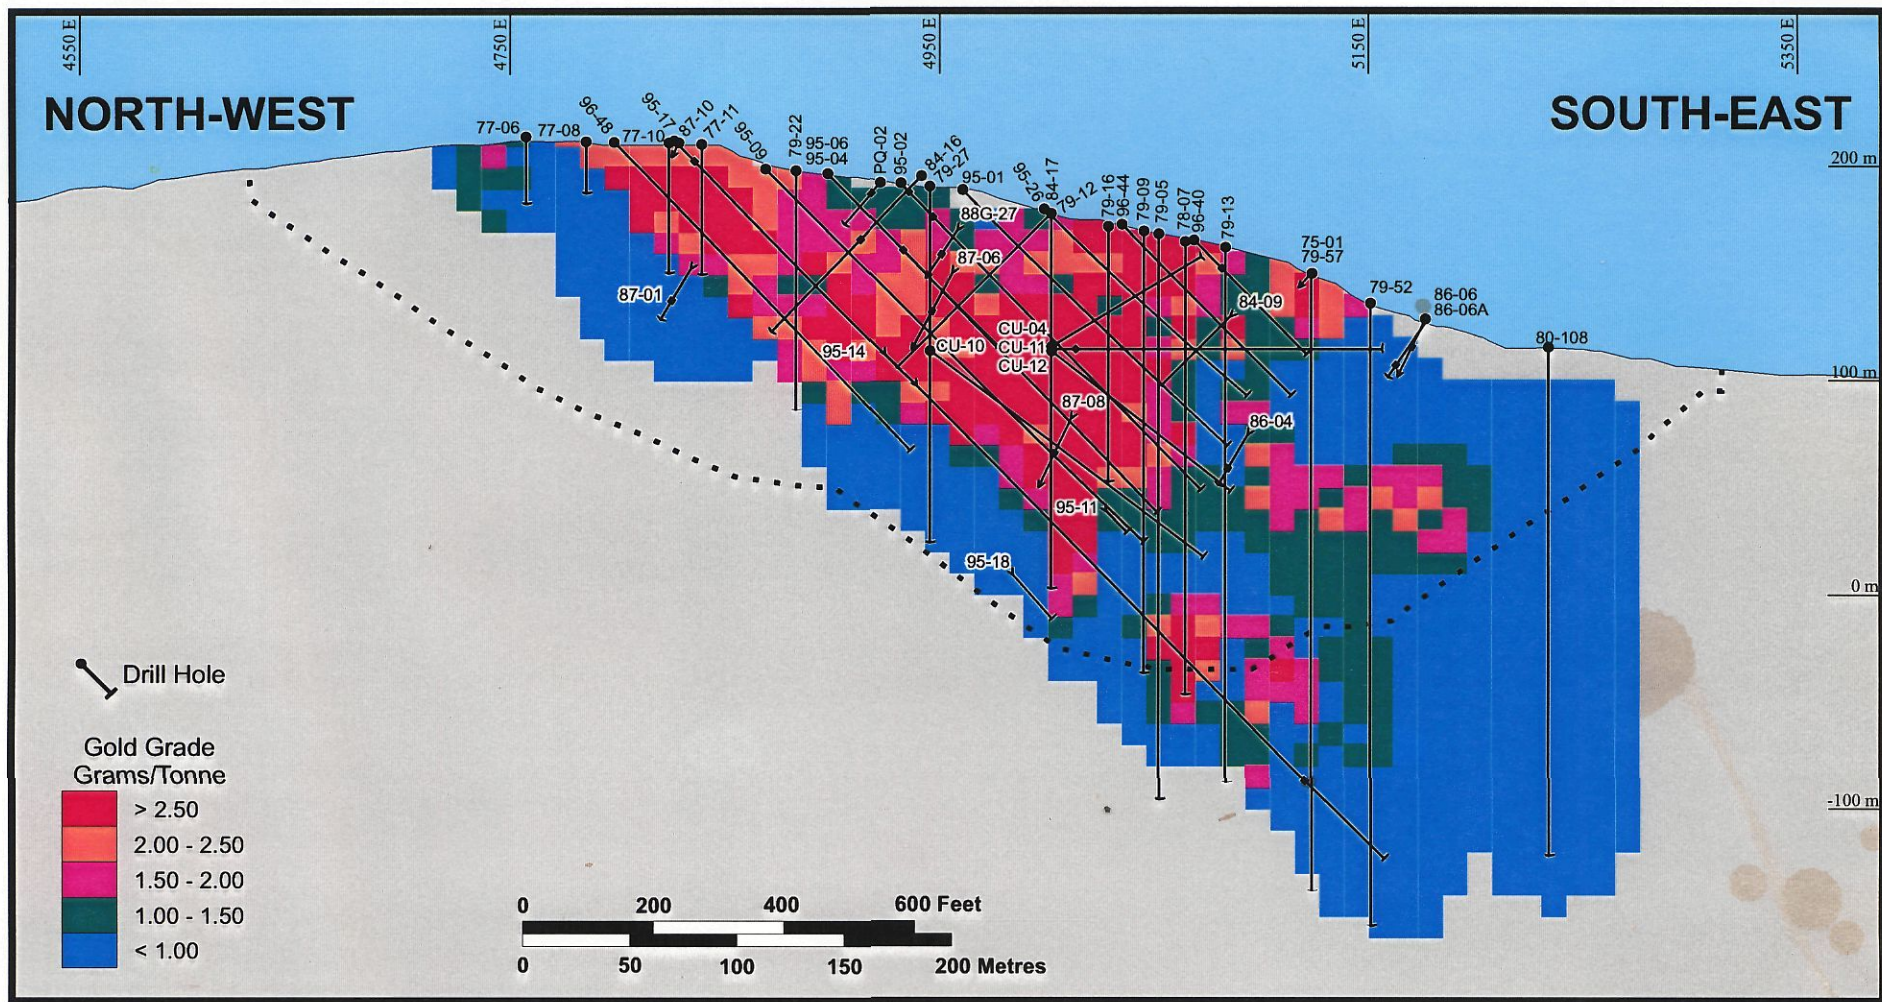 4550 E
4750 E
4950 E
5150 E
5350 E
NORTH-WEST
SOUTH-EAST
77-06
77-08
96-48
77-10
95-17
87-10
77-11
95-09
79-22
95-06
95-04
PQ-02
95-02
84-16
79-27
95-01
95-26
84-17
79-12
79-16
96-44
79-09
79-05
78-07
96-40
79-13
75-01
79-57
79-52
86-06
86-06A
80-108
200 m
100 m
0 m
-100 m
88G-27
87-06
87-01
84-09
CU-04
CU-10
CU-11
CU-12
95-14
87-08
86-04
95-11
95-18
Drill Hole
Gold Grade
Grams/Tonne
> 2.50
2.00 - 2.50
1.50 - 2.00
1.00 - 1.50
< 1.00
0 200 400 600 Feet
0 50 100 150 200 Metres